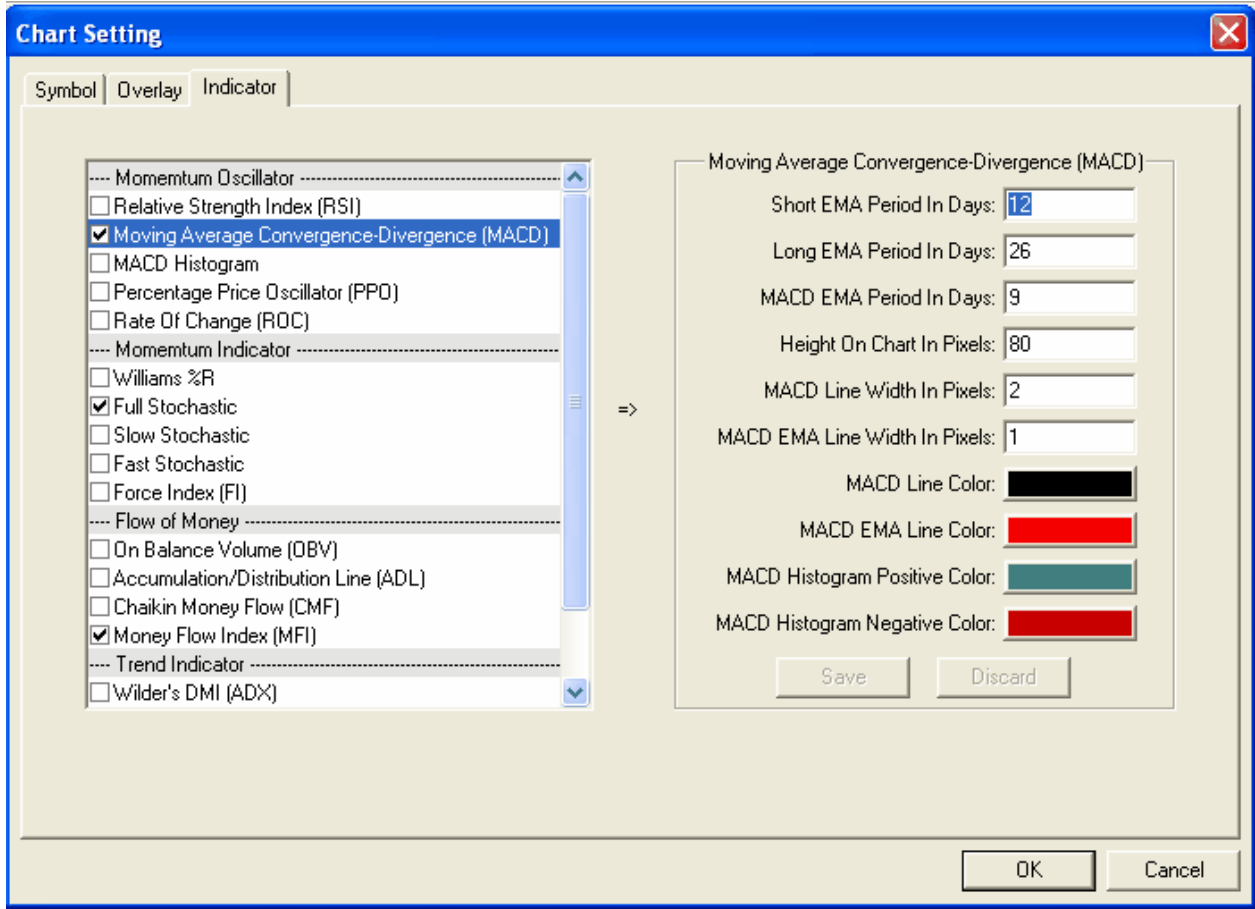 Chart Setting
Symbol Overlay Indicator
---- Momemtum Oscillator ----
Relative Strength Index (RSI)
Moving Average Convergence-Divergence (MACD)
MACD Histogram
Percentage Price Oscillator (PPO)
Rate Of Change (ROC)
---- Momemtum Indicator ----
Williams %R
Full Stochastic
Slow Stochastic
Fast Stochastic
Force Index (FI)
---- Flow of Money ----
On Balance Volume (OBV)
Accumulation/Distribution Line (ADL)
Chaikin Money Flow (CMF)
Money Flow Index (MFI)
---- Trend Indicator ----
Wilder's DMI (ADX)
=>
Moving Average Convergence-Divergence (MACD)
Short EMA Period In Days: 12
Long EMA Period In Days: 26
MACD EMA Period In Days: 9
Height On Chart In Pixels: 80
MACD Line Width In Pixels: 2
MACD EMA Line Width In Pixels: 1
MACD Line Color:
MACD EMA Line Color:
MACD Histogram Positive Color:
MACD Histogram Negative Color:
Save Discard
OK Cancel